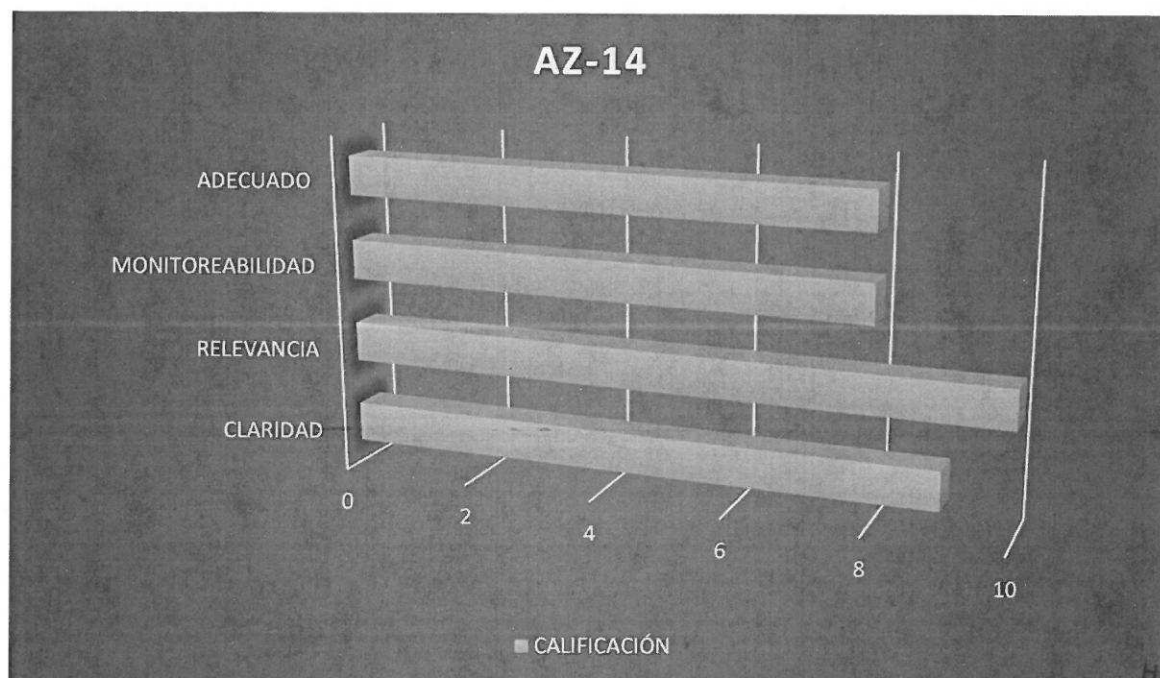 AZ-14
ADECUADO
MONITOREABILIDAD
RELEVANCIA
CLARIDAD
0
2
4
6
8
10
CALIFICACIÓN